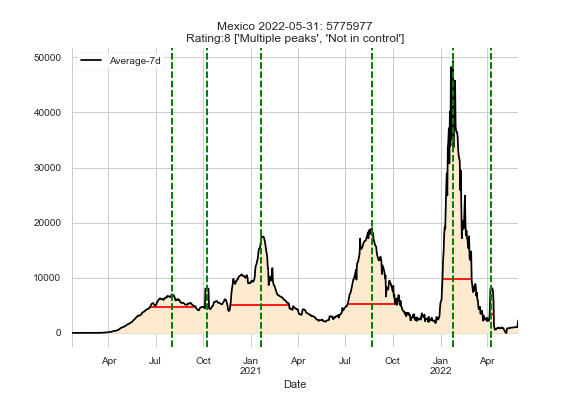 Mexico 2022-05-31: 5775977
Rating:8 ['Multiple peaks', 'Not in control']
Average-7d
50000
40000
30000
20000
10000
0
Apr Jul Oct Jan Apr Jul Oct Jan Apr
2021 2022
Date